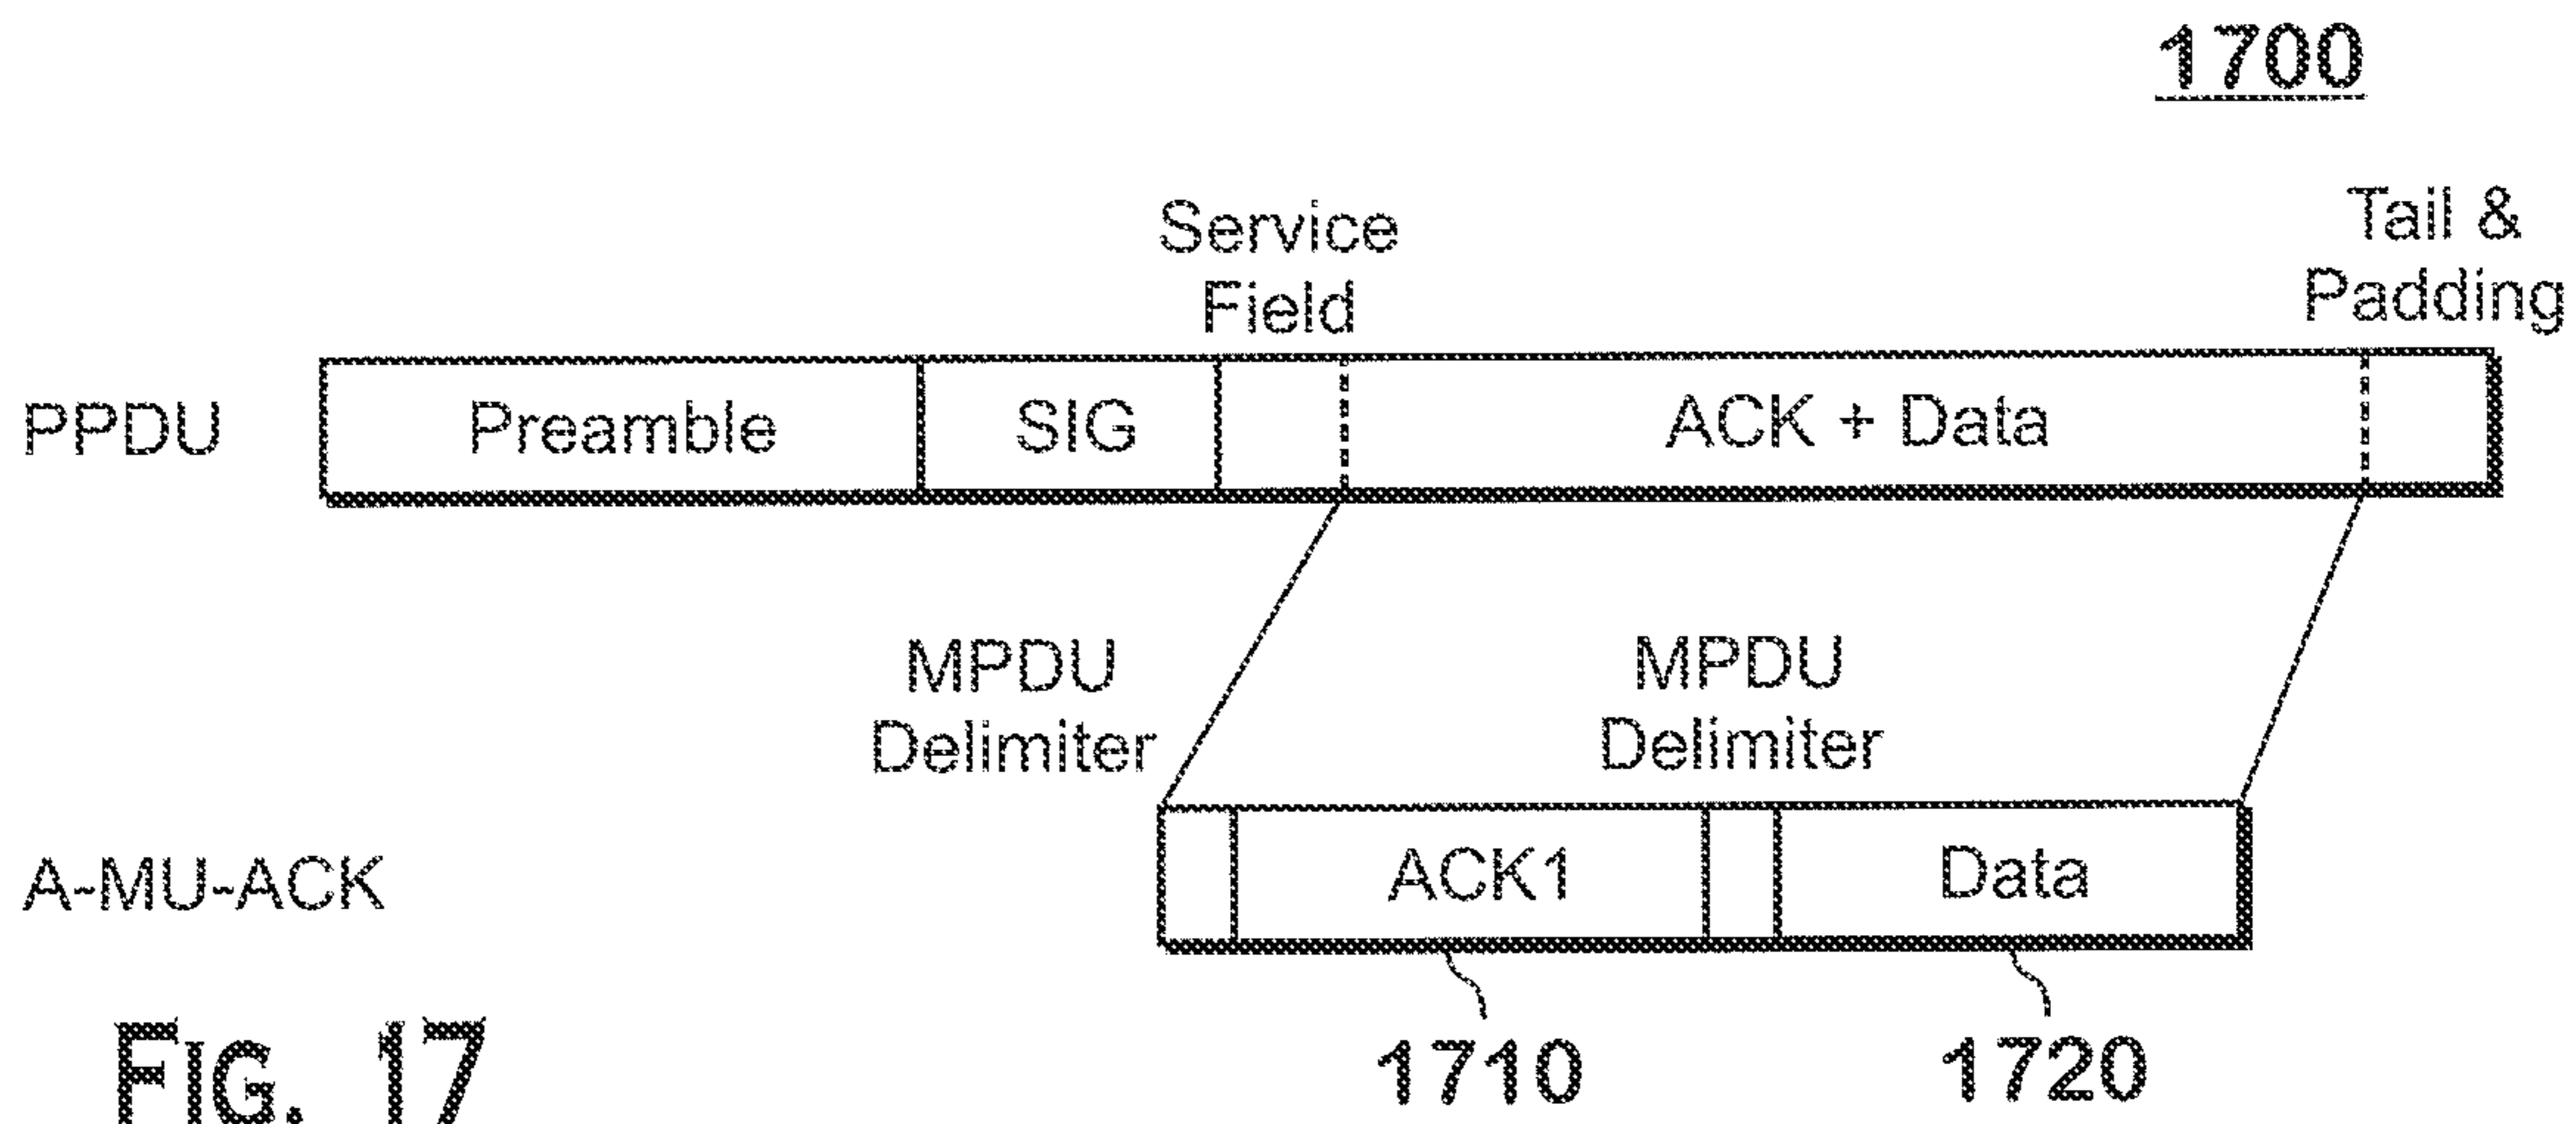 1700
Service
Field
Tail &
Padding
PPDU
Preamble
SIG
ACK + Data
MPDU
Delimiter
MPDU
Delimiter
A-MU-ACK
ACK1
Data
1710
1720
FIG. 17